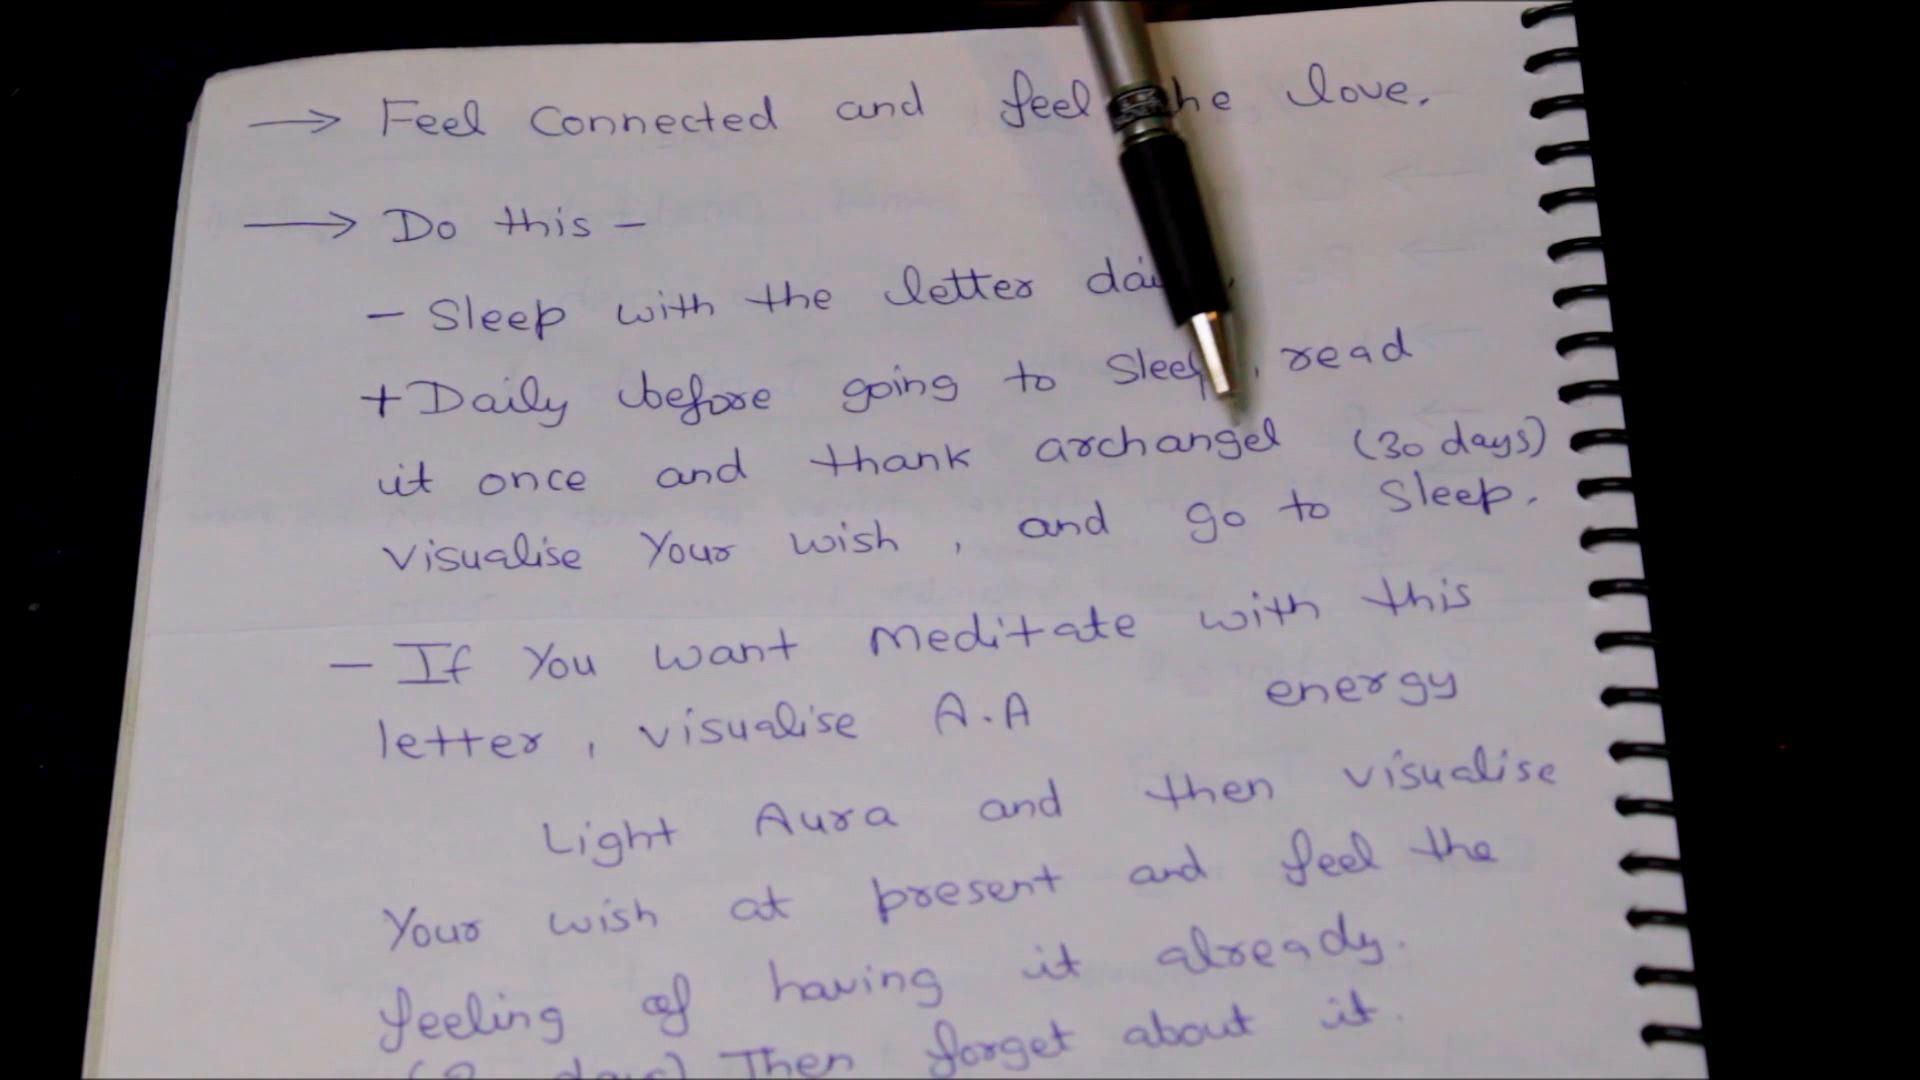 → Feel Connected and feel the love.
→ Do this -
- Sleep with the letter
+ Daily before going to Sleep, read
it once and thank archangel (30 days)
visualise Your wish, and go to Sleep.
- If You want Meditate with this
letter, visualise A.A energy
Light Aura and then visualise
Your wish at present and feel the
feeling of having it already.
Then forget about it.